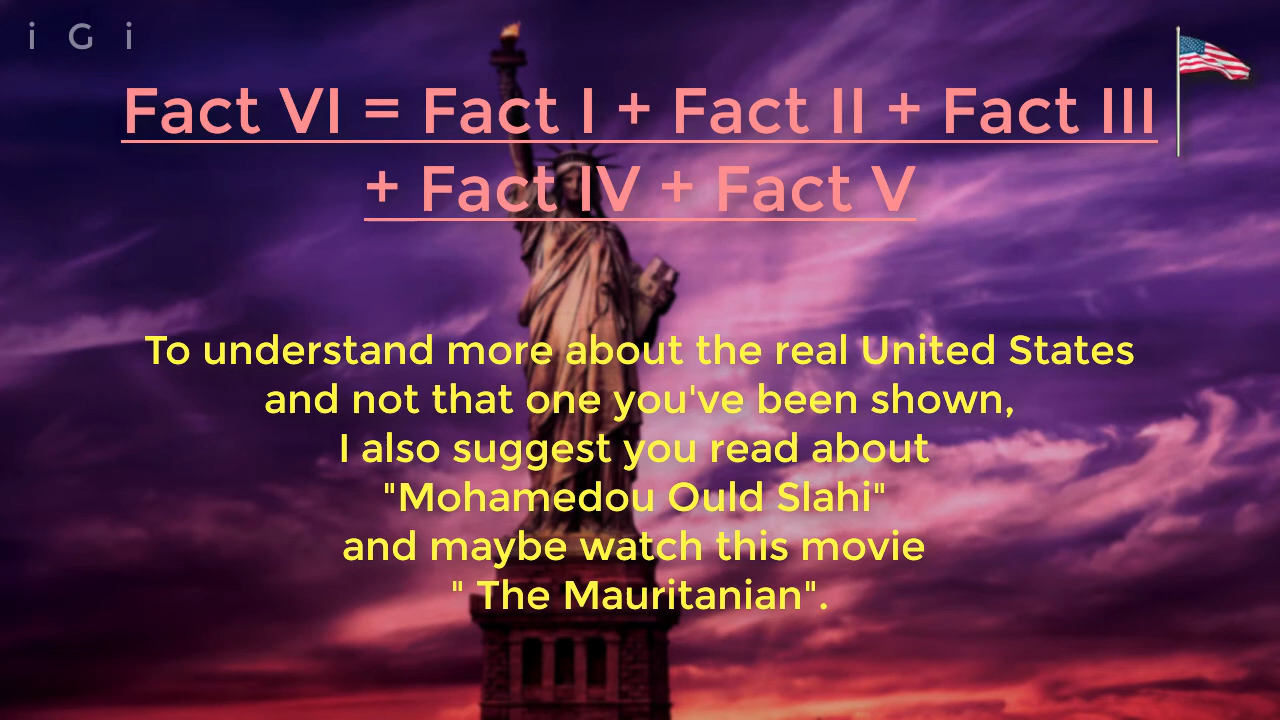 i G i
Fact VI = Fact I + Fact II + Fact III
+ Fact IV + Fact V
To understand more about the real United States
and not that one you've been shown,
I also suggest you read about
"Mohamedou Ould Slahi"
and maybe watch this movie
" The Mauritanian".